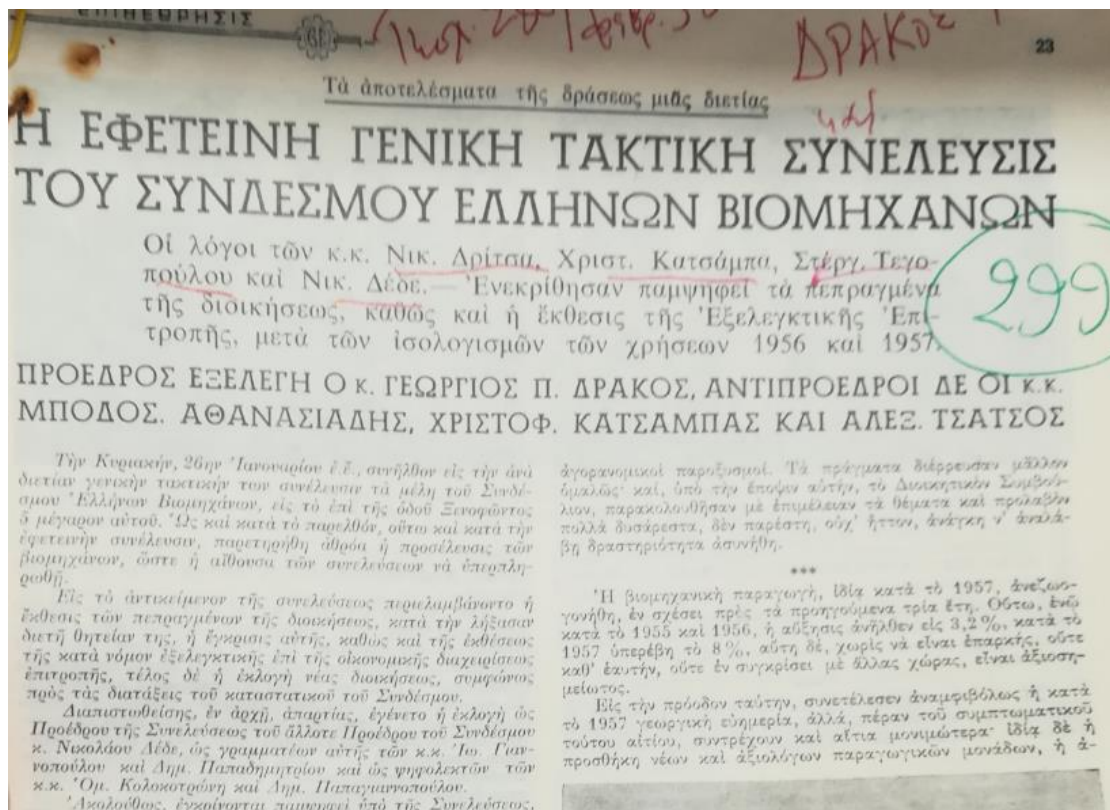 ΕΠΙΘΕΩΡΗΣΙΣ
ΔΡΑΚΟΣ
23
Τὰ ἀποτελέσματα τῆς δράσεως μιᾶς διετίας
Η ΕΦΕΤΕΙΝΗ ΓΕΝΙΚΗ ΤΑΚΤΙΚΗ ΣΥΝΕΛΕΥΣΙΣ
ΤΟΥ ΣΥΝΔΕΣΜΟΥ ΕΛΛΗΝΩΝ ΒΙΟΜΗΧΑΝΩΝ
Οἱ λόγοι τῶν κ.κ. Νικ. Δρίτσα, Χριστ. Κατσάμπα, Στέργ. Τεγο-
πούλου καὶ Νικ. Δέδε.— Ἐνεκρίθησαν παμψηφεὶ τὰ πεπραγμένα
τῆς διοικήσεως, καθὼς καὶ ἡ ἔκθεσις τῆς Ἐξελεγκτικῆς Ἐπι-
τροπῆς, μετὰ τῶν ἰσολογισμῶν τῶν χρήσεων 1956 καὶ 1957.
299
ΠΡΟΕΔΡΟΣ ΕΞΕΛΕΓΗ Ο κ. ΓΕΩΡΓΙΟΣ Π. ΔΡΑΚΟΣ, ΑΝΤΙΠΡΟΕΔΡΟΙ ΔΕ ΟΙ κ.κ.
ΜΠΟΔΟΣ. ΑΘΑΝΑΣΙΑΔΗΣ, ΧΡΙΣΤΟΦ. ΚΑΤΣΑΜΠΑΣ ΚΑΙ ΑΛΕΞ. ΤΣΑΤΣΟΣ
Τὴν Κυριακήν, 26ην Ἰανουαρίου ἐ.ἔ., συνῆλθον εἰς τὴν ἀνὰ
διετίαν γενικὴν τακτικήν των συνέλευσιν τὰ μέλη τοῦ Συνδέ-
σμου Ἑλλήνων Βιομηχάνων, εἰς τὸ ἐπὶ τῆς ὁδοῦ Ξενοφῶντος
5 μέγαρον αὐτοῦ. Ὡς καὶ κατὰ τὸ παρελθόν, οὕτω καὶ κατὰ τὴν
ἐφετεινὴν συνέλευσιν, παρετηρήθη ἀθρόα ἡ προσέλευσις τῶν
βιομηχάνων, ὥστε ἡ αἴθουσα τῶν συνελεύσεων νὰ ὑπερπλη-
ρωθῇ.
Εἰς τὸ ἀντικείμενον τῆς συνελεύσεως περιελαμβάνοντο ἡ
ἔκθεσις τῶν πεπραγμένων τῆς διοικήσεως, κατὰ τὴν λήξασαν
διετῆ θητείαν της, ἡ ἔγκρισις αὐτῆς, καθὼς καὶ τῆς ἐκθέσεως
τῆς κατὰ νόμον ἐξελεγκτικῆς ἐπὶ τῆς οἰκονομικῆς διαχειρίσεως
ἐπιτροπῆς, τέλος δὲ ἡ ἐκλογὴ νέας διοικήσεως, συμφώνως
πρὸς τὰς διατάξεις τοῦ καταστατικοῦ τοῦ Συνδέσμου.
Διαπιστωθείσης, ἐν ἀρχῇ, ἀπαρτίας, ἐγένετο ἡ ἐκλογὴ ὡς
Προέδρου τῆς Συνελεύσεως τοῦ ἄλλοτε Προέδρου τοῦ Συνδέσμου
κ. Νικολάου Δέδε, ὡς γραμματέων αὐτῆς τῶν κ.κ. Ἰω. Γιαν-
νοπούλου καὶ Δημ. Παπαδημητρίου καὶ ὡς ψηφολεκτῶν τῶν
κ.κ. Ὁμ. Κολοκοτρώνη καὶ Δημ. Παπαγιαννοπούλου.
Ἀκολούθως, ἐγκρίνονται παμψηφεὶ ὑπὸ τῆς Συνελεύσεως,
ἀγορανομικοὶ παροξυσμοί. Τὰ πράγματα διέρρευσαν μᾶλλον
ὁμαλῶς· καί, ὑπὸ τὴν ἔποψιν αὐτήν, τὸ Διοικητικὸν Συμβού-
λιον, παρακολουθῆσαν μὲ ἐπιμέλειαν τὰ θέματα καὶ προλαβὸν
πολλὰ δυσάρεστα, δὲν παρέστη, οὐχ' ἧττον, ἀνάγκη ν' ἀναλά-
βῃ δραστηριότητα ἀσυνήθη.
***
Ἡ βιομηχανικὴ παραγωγή, ἰδίᾳ κατὰ τὸ 1957, ἀνεζωο-
γονήθη, ἐν σχέσει πρὸς τὰ προηγούμενα τρία ἔτη. Οὕτω, ἐνῷ
κατὰ τὸ 1955 καὶ 1956, ἡ αὔξησις ἀνῆλθεν εἰς 3,2%, κατὰ τὸ
1957 ὑπερέβη τὸ 8%, αὕτη δέ, χωρὶς νὰ εἶναι ἐπαρκής, οὔτε
καθ' ἑαυτήν, οὔτε ἐν συγκρίσει μὲ ἄλλας χώρας, εἶναι ἀξιοση-
μείωτος.
Εἰς τὴν πρόοδον ταύτην, συνετέλεσεν ἀναμφιβόλως ἡ κατὰ
τὸ 1957 γεωργικὴ εὐημερία, ἀλλά, πέραν τοῦ συμπτωματικοῦ
τούτου αἰτίου, συντρέχουν καὶ αἴτια μονιμώτερα· ἰδίᾳ δὲ ἡ
προσθήκη νέων καὶ ἀξιολόγων παραγωγικῶν μονάδων, ἡ ἀ-